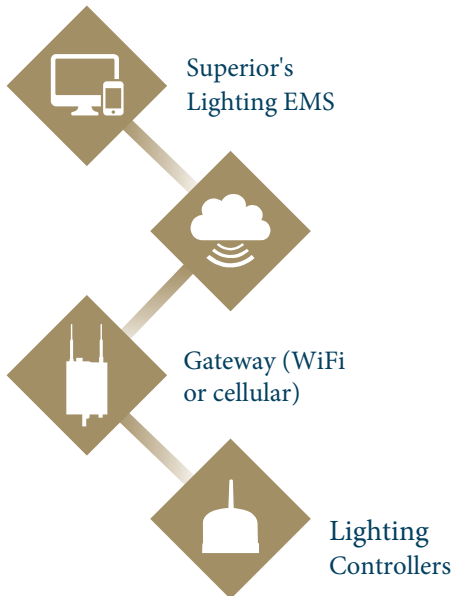 Superior's
Lighting EMS
Gateway (WiFi
or cellular)
Lighting
Controllers